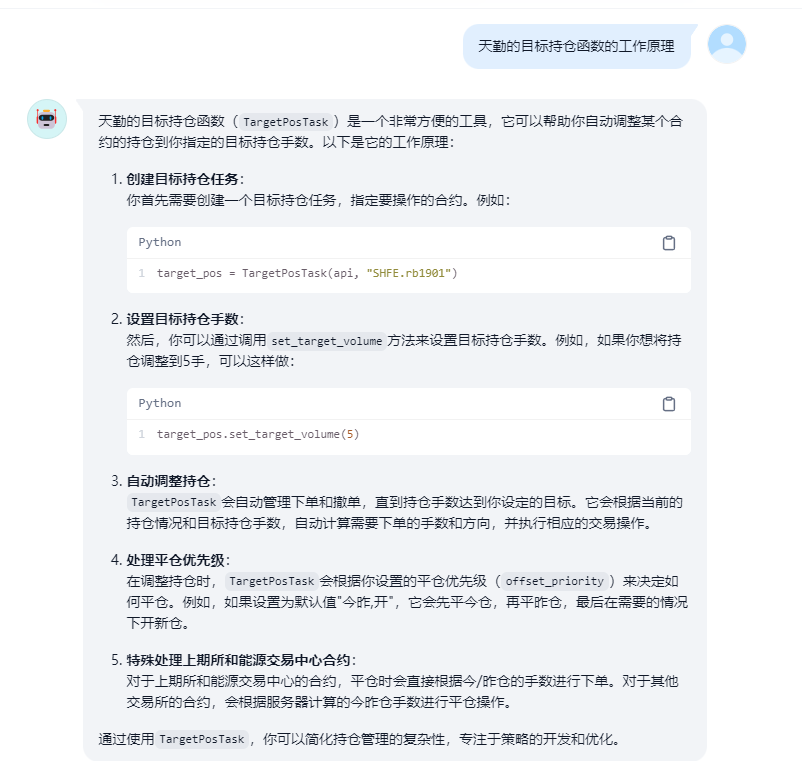 天勤的目标持仓函数的工作原理
天勤的目标持仓函数（TargetPosTask）是一个非常方便的工具，它可以帮助你自动调整某个合
约的持仓到你指定的目标持仓手数。以下是它的工作原理：
1. 创建目标持仓任务：
你首先需要创建一个目标持仓任务，指定要操作的合约。例如：
Python
1 target_pos = TargetPosTask(api, "SHFE.rb1901")
2. 设置目标持仓手数：
然后，你可以通过调用set_target_volume方法来设置目标持仓手数。例如，如果你想将持
仓调整到5手，可以这样做：
Python
1 target_pos.set_target_volume(5)
3. 自动调整持仓：
TargetPosTask会自动管理下单和撤单，直到持仓手数达到你设定的目标。它会根据当前的
持仓情况和目标持仓手数，自动计算需要下单的手数和方向，并执行相应的交易操作。
4. 处理平仓优先级：
在调整持仓时，TargetPosTask会根据你设置的平仓优先级（offset_priority）来决定如
何平仓。例如，如果设置为默认值"今昨,开"，它会先平今仓，再平昨仓，最后在需要的情况
下开新仓。
5. 特殊处理上期所和能源交易中心合约：
对于上期所和能源交易中心的合约，平仓时会直接根据今/昨仓的手数进行下单。对于其他
交易所的合约，会根据服务器计算的今昨仓手数进行平仓操作。
通过使用TargetPosTask，你可以简化持仓管理的复杂性，专注于策略的开发和优化。